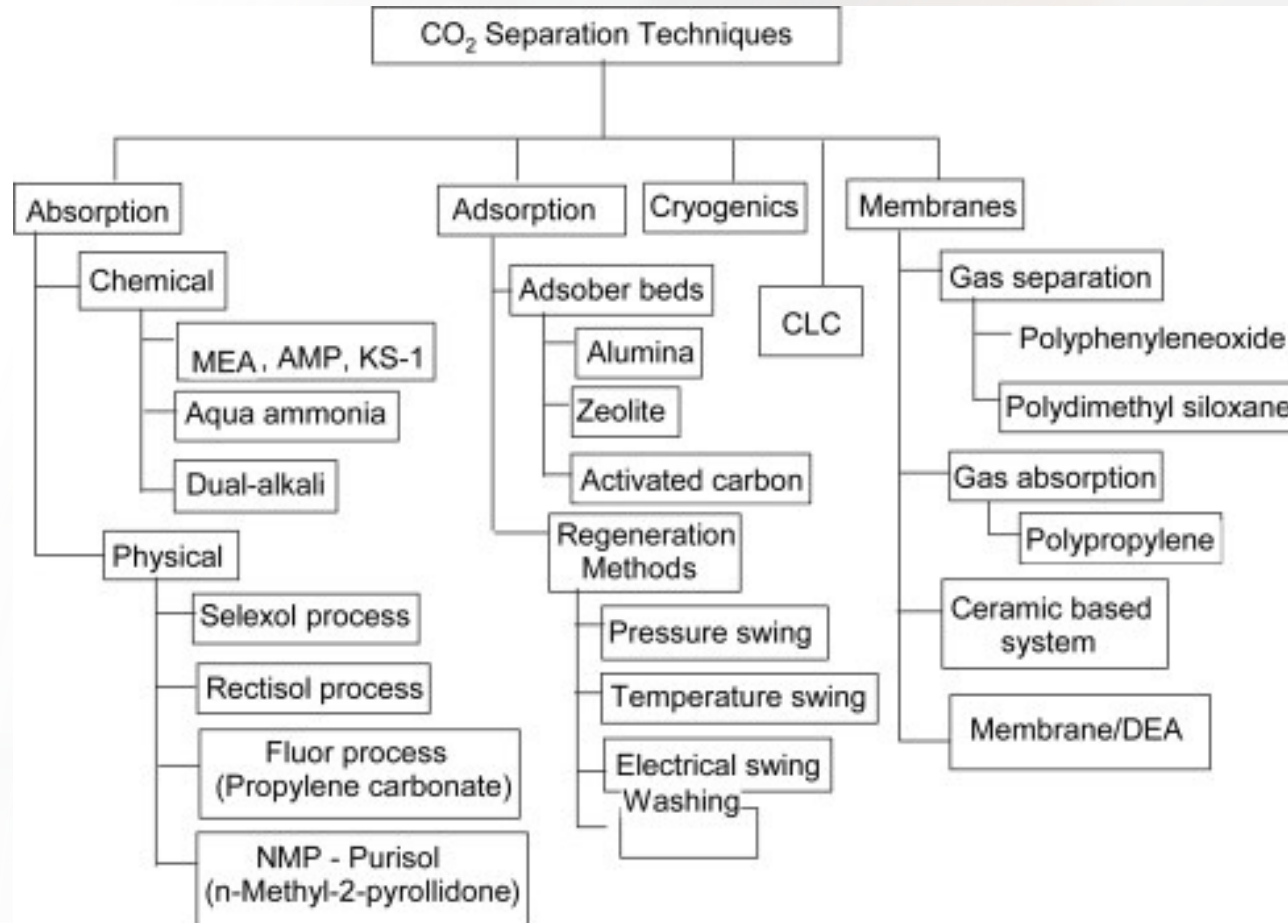 CO₂ Separation Techniques
Absorption
Adsorption
Cryogenics
Membranes
Chemical
MEA, AMP, KS-1
Aqua ammonia
Dual-alkali
Physical
Selexol process
Rectisol process
Fluor process
(Propylene carbonate)
NMP - Purisol
(n-Methyl-2-pyrollidone)
Adsober beds
Alumina
Zeolite
Activated carbon
Regeneration
Methods
Pressure swing
Temperature swing
Electrical swing
Washing
CLC
Gas separation
Polyphenyleneoxide
Polydimethyl siloxane
Gas absorption
Polypropylene
Ceramic based
system
Membrane/DEA